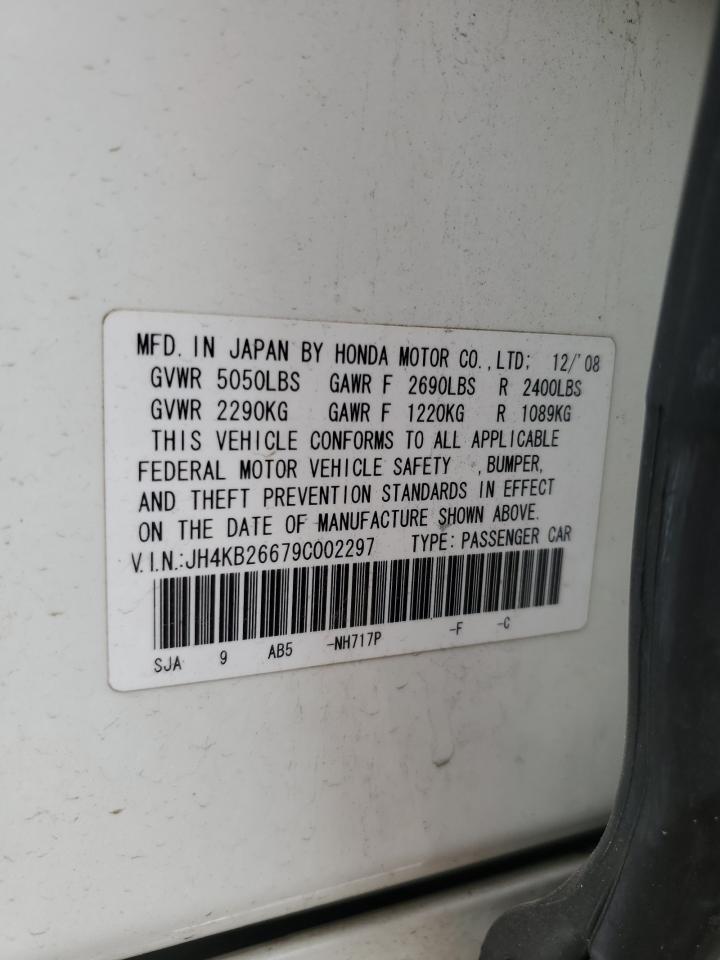 MFD. IN JAPAN BY HONDA MOTOR CO.,LTD; 12/'08
GVWR 5050LBS GAWR F 2690LBS R 2400LBS
GVWR 2290KG GAWR F 1220KG R 1089KG
THIS VEHICLE CONFORMS TO ALL APPLICABLE
FEDERAL MOTOR VEHICLE SAFETY ,BUMPER,
AND THEFT PREVENTION STANDARDS IN EFFECT
ON THE DATE OF MANUFACTURE SHOWN ABOVE.
V.I.N.:JH4KB26679C002297 TYPE: PASSENGER CAR
SJA 9 AB5 -NH717P -F -C